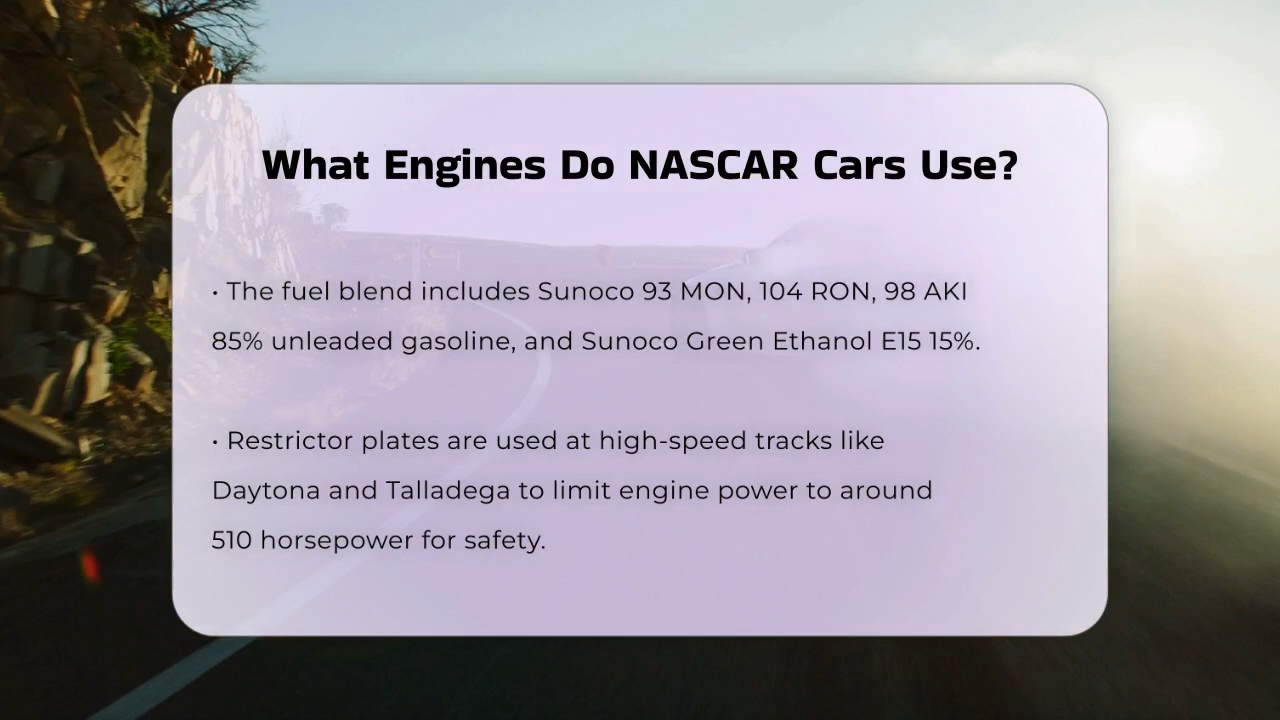 What Engines Do NASCAR Cars Use?
• The fuel blend includes Sunoco 93 MON, 104 RON, 98 AKI
85% unleaded gasoline, and Sunoco Green Ethanol E15 15%.
• Restrictor plates are used at high-speed tracks like
Daytona and Talladega to limit engine power to around
510 horsepower for safety.